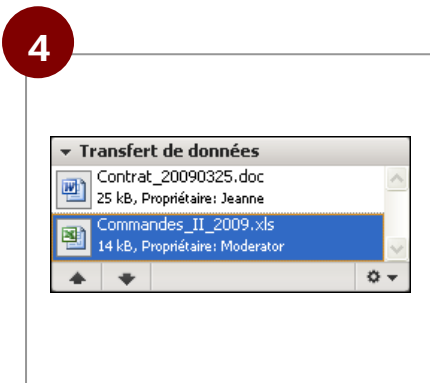 4
Transfert de données
Contrat_20090325.doc
25 kB, Propriétaire: Jeanne
Commandes_II_2009.xls
14 kB, Propriétaire: Moderator